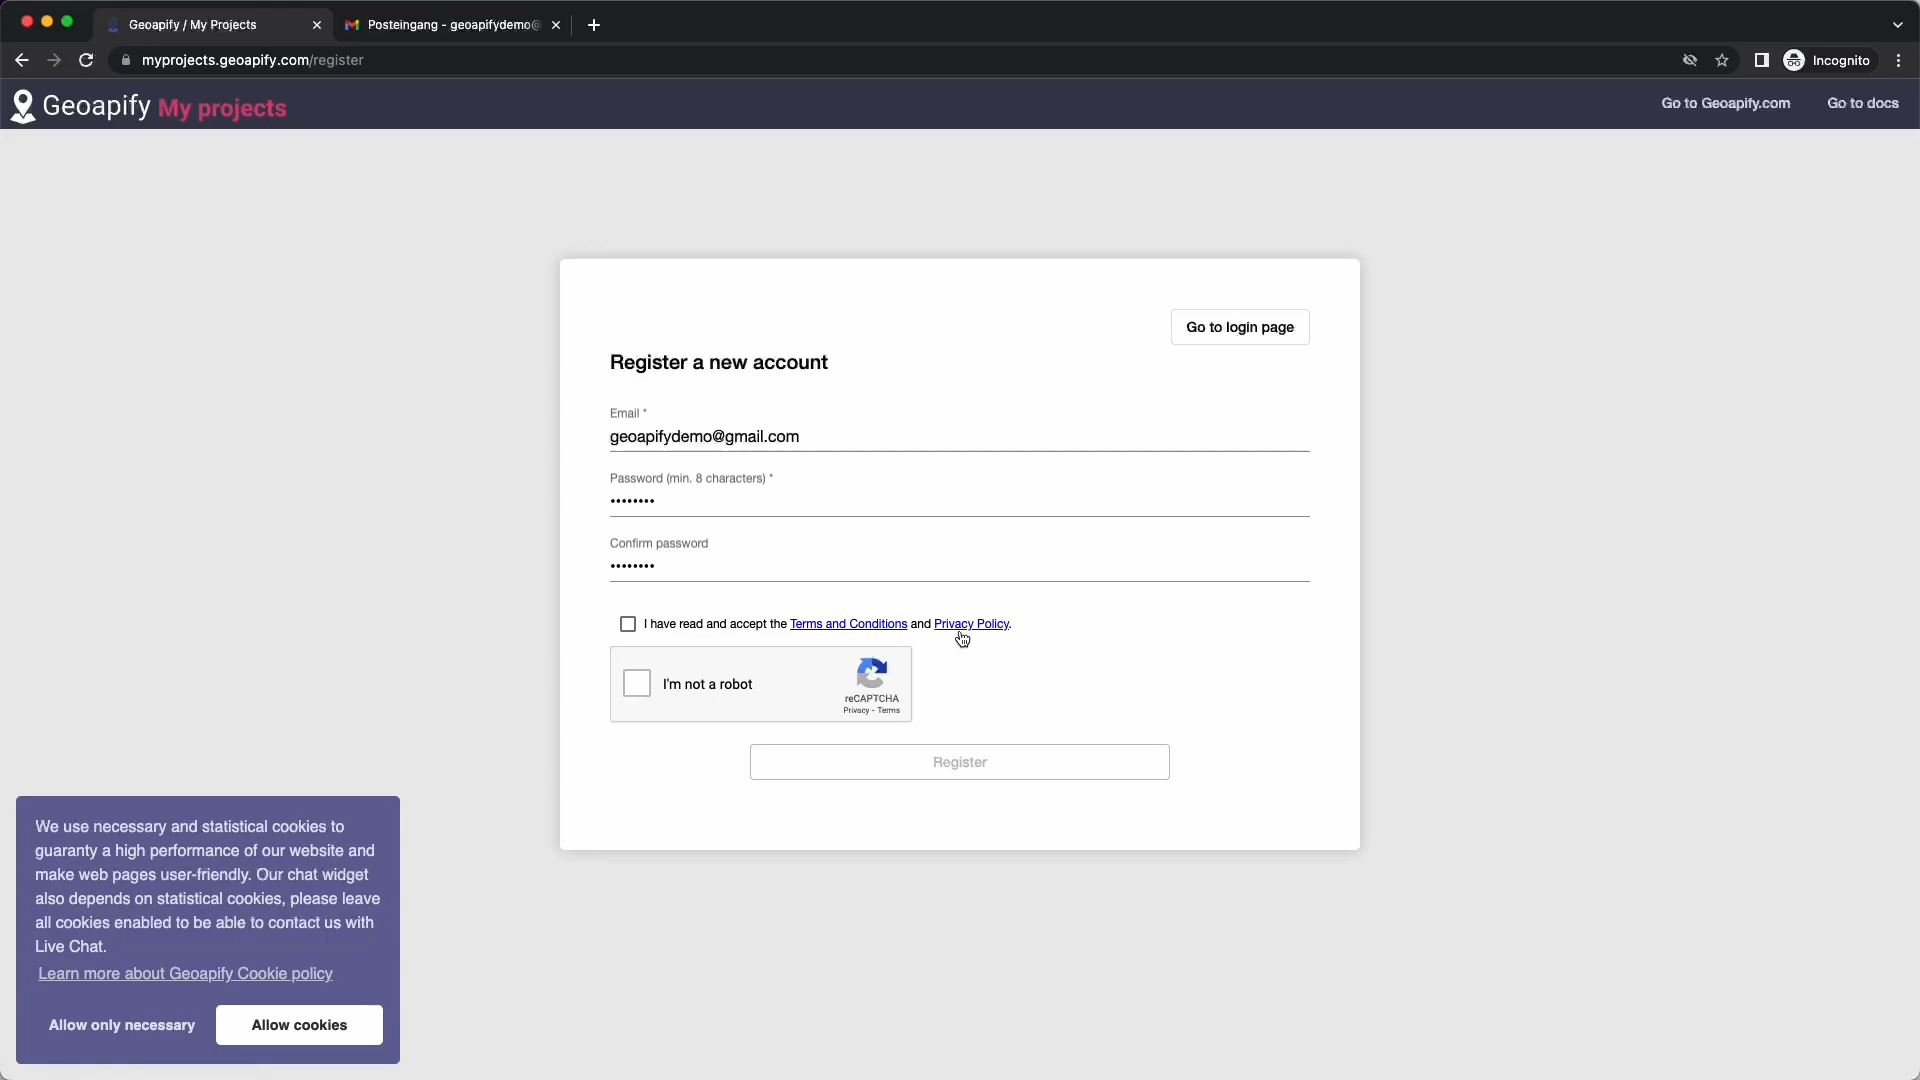 Geoapify / My Projects
Posteingang - geoapifydemo@
myprojects.geoapify.com/register
Incognito
Geoapify My projects
Go to Geoapify.com
Go to docs
Go to login page
Register a new account
Email *
geoapifydemo@gmail.com
Password (min. 8 characters) *
••••••••
Confirm password
••••••••
I have read and accept the Terms and Conditions and Privacy Policy.
I'm not a robot
reCAPTCHA
Privacy - Terms
Register
We use necessary and statistical cookies to
guaranty a high performance of our website and
make web pages user-friendly. Our chat widget
also depends on statistical cookies, please leave
all cookies enabled to be able to contact us with
Live Chat.
Learn more about Geoapify Cookie policy
Allow only necessary
Allow cookies